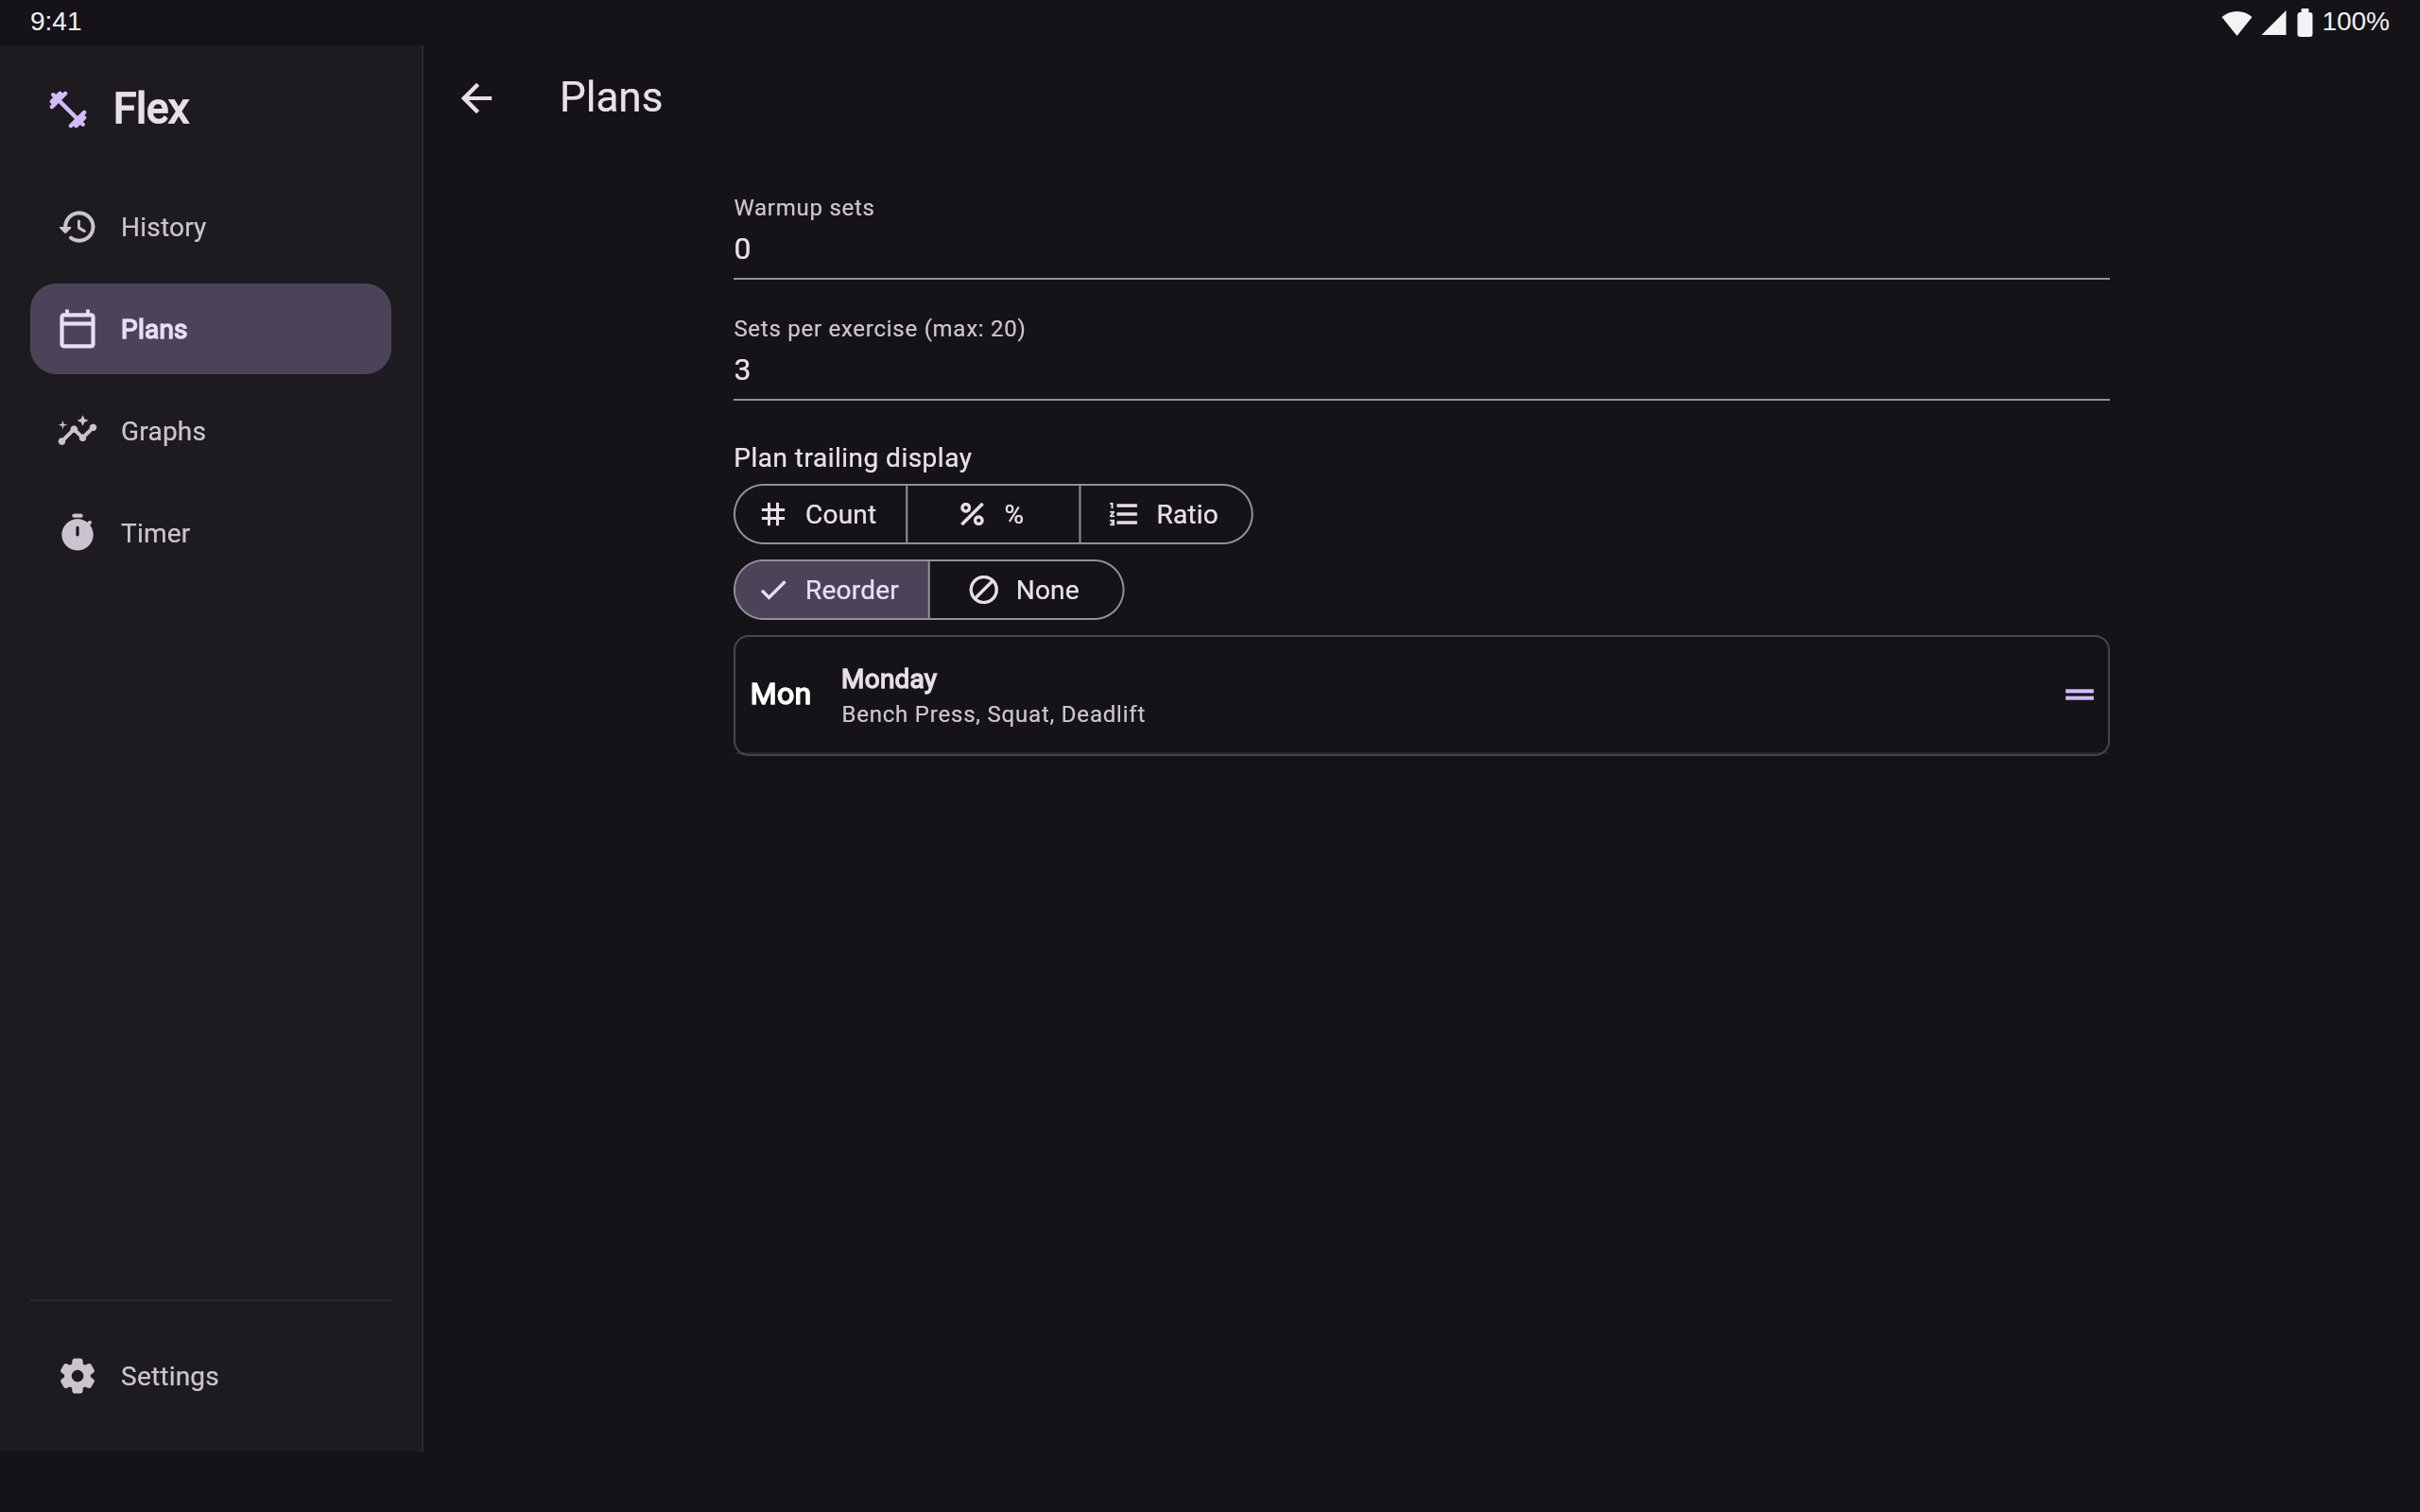 9:41
100%
Flex
History
Plans
Graphs
Timer
Settings
Plans
Warmup sets
0
Sets per exercise (max: 20)
3
Plan trailing display
Count
%
Ratio
Reorder
None
Mon
Monday
Bench Press, Squat, Deadlift